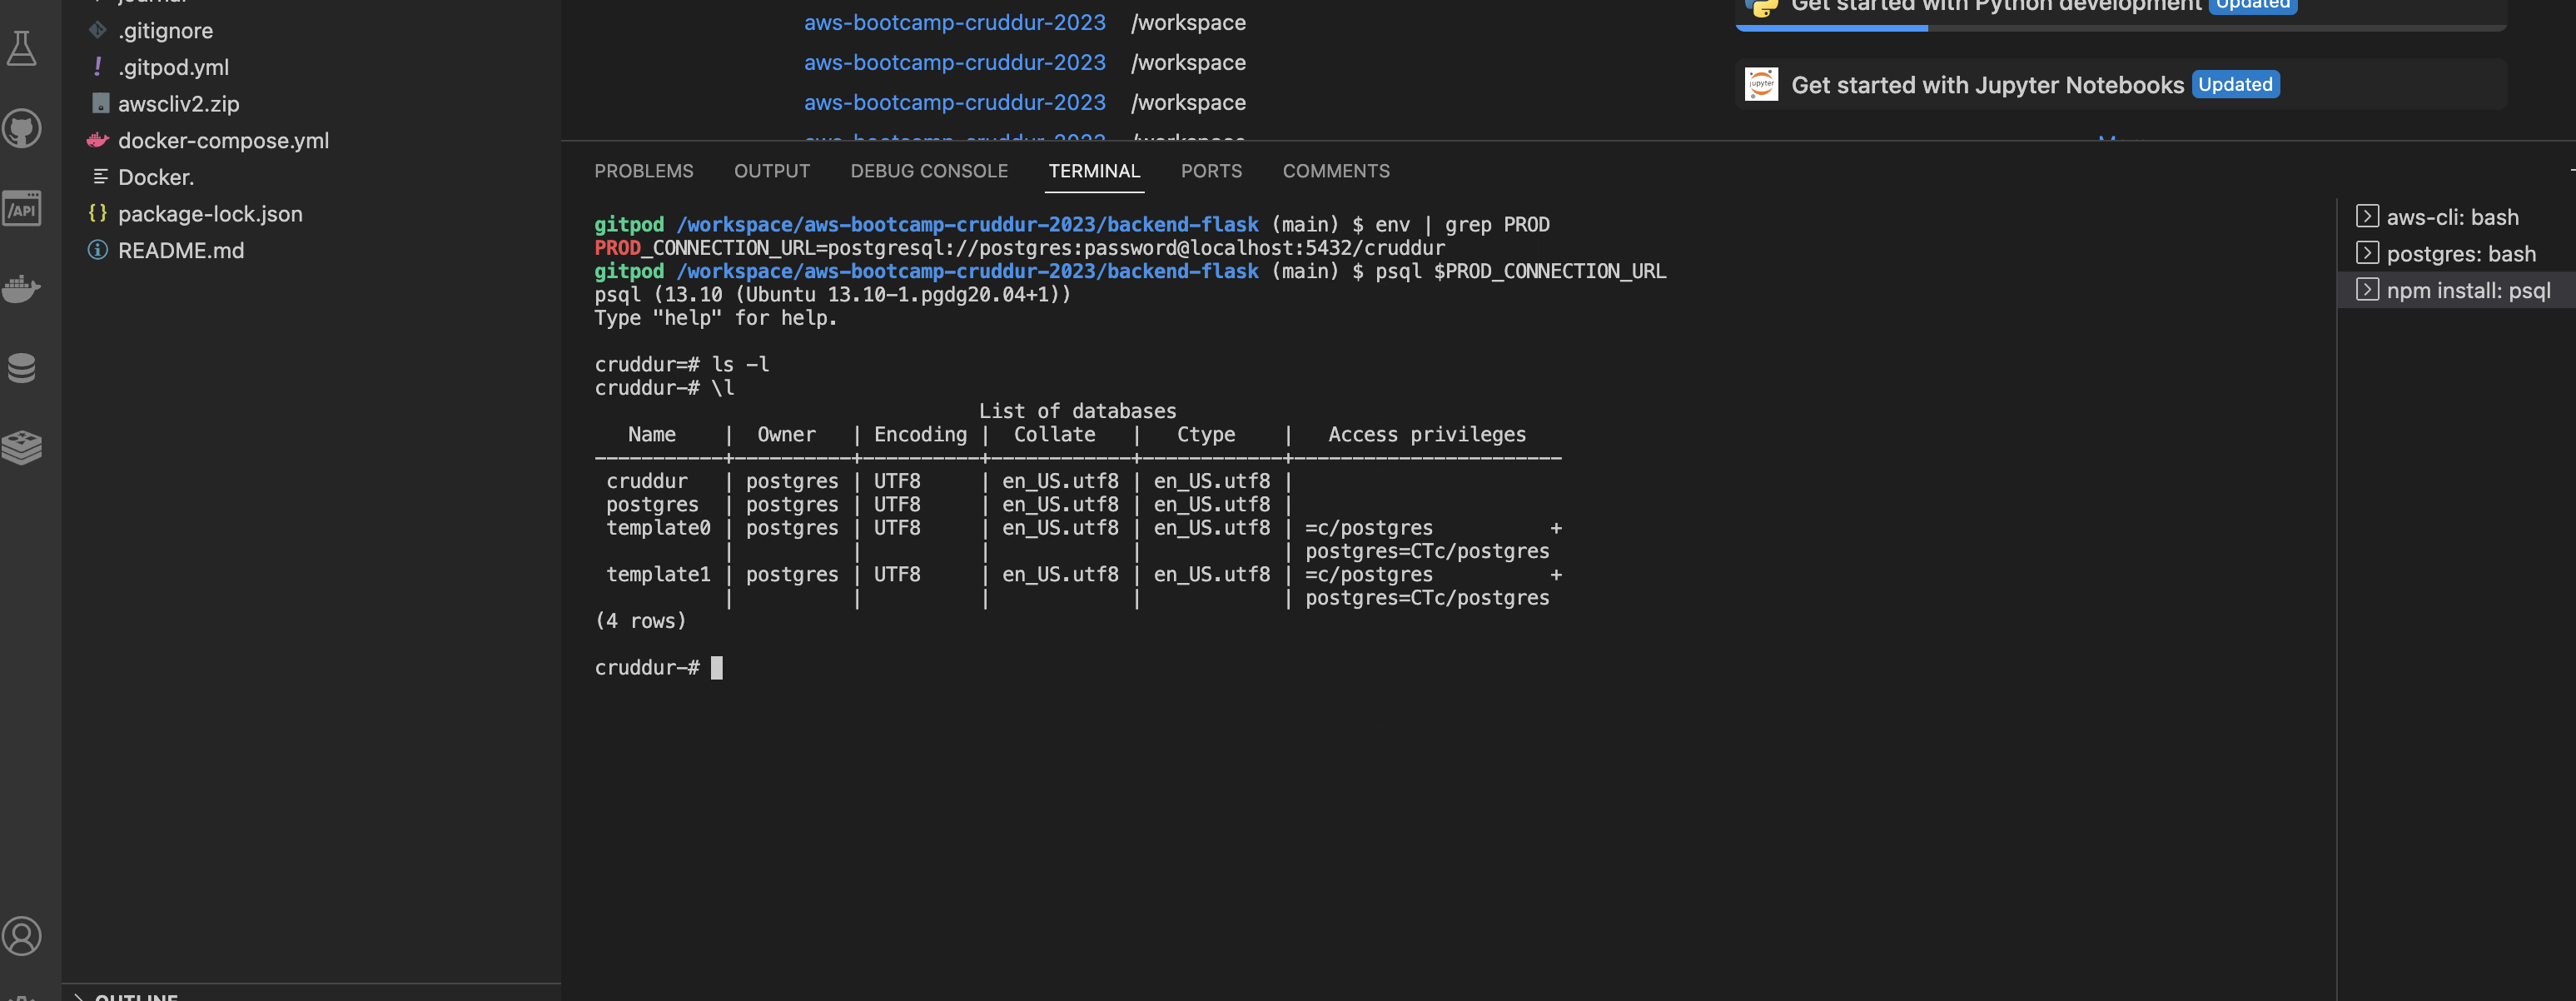 journal
.gitignore
! .gitpod.yml
awscliv2.zip
docker-compose.yml
Docker.
{} package-lock.json
README.md
OUTLINE
/API
aws-bootcamp-cruddur-2023 /workspace
aws-bootcamp-cruddur-2023 /workspace
aws-bootcamp-cruddur-2023 /workspace
aws-bootcamp-cruddur-2023 /workspace
Get started with Python development Updated
jupyter Get started with Jupyter Notebooks Updated
PROBLEMS OUTPUT DEBUG CONSOLE TERMINAL PORTS COMMENTS
gitpod /workspace/aws-bootcamp-cruddur-2023/backend-flask (main) $ env | grep PROD
PROD_CONNECTION_URL=postgresql://postgres:password@localhost:5432/cruddur
gitpod /workspace/aws-bootcamp-cruddur-2023/backend-flask (main) $ psql $PROD_CONNECTION_URL
psql (13.10 (Ubuntu 13.10-1.pgdg20.04+1))
Type "help" for help.
cruddur=# ls -l
cruddur-# \l
List of databases
Name | Owner | Encoding | Collate | Ctype | Access privileges
-----------+----------+----------+------------+------------+-----------------------
cruddur | postgres | UTF8 | en_US.utf8 | en_US.utf8 |
postgres | postgres | UTF8 | en_US.utf8 | en_US.utf8 |
template0 | postgres | UTF8 | en_US.utf8 | en_US.utf8 | =c/postgres +
| | | | | postgres=CTc/postgres
template1 | postgres | UTF8 | en_US.utf8 | en_US.utf8 | =c/postgres +
| | | | | postgres=CTc/postgres
(4 rows)
cruddur-#
aws-cli: bash
postgres: bash
npm install: psql